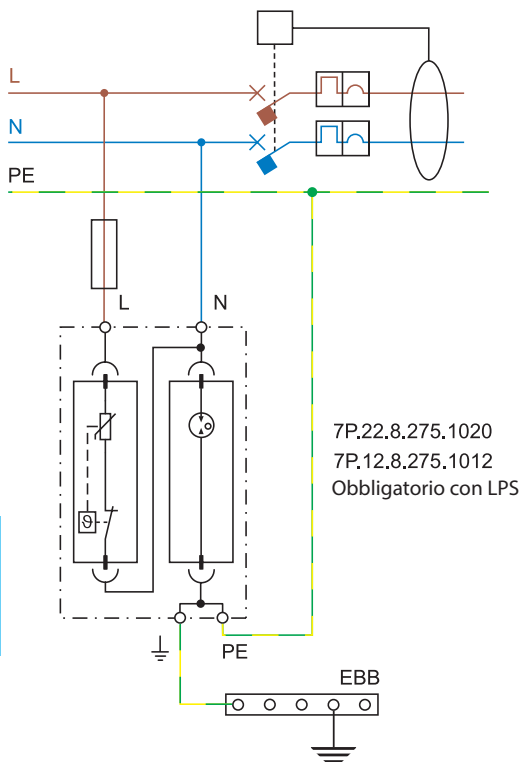 L
N
PE
L
N
7P.22.8.275.1020
7P.12.8.275.1012
Obbligatorio con LPS
ϑ
PE
EBB